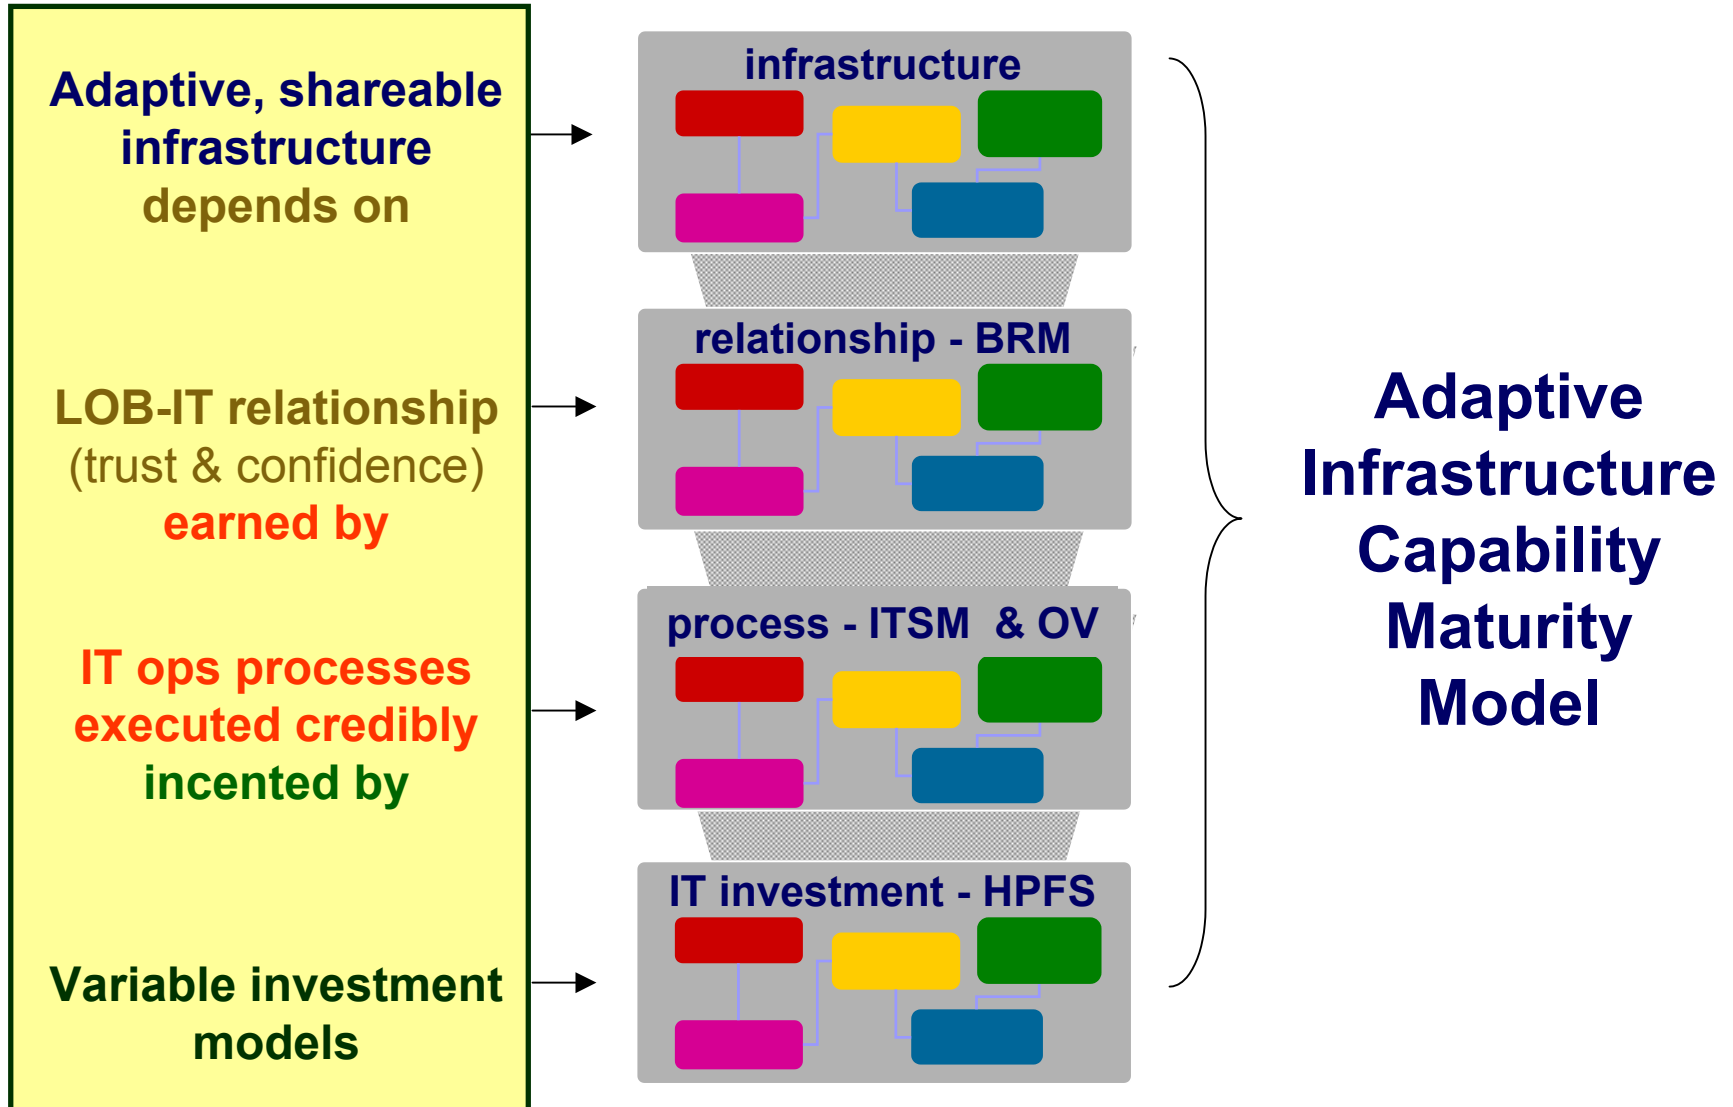 Adaptive, shareable
infrastructure
depends on
LOB-IT relationship
(trust & confidence)
earned by
IT ops processes
executed credibly
incented by
Variable investment
models
infrastructure
relationship - BRM
process - ITSM & OV
IT investment - HPFS
Adaptive
Infrastructure
Capability
Maturity
Model